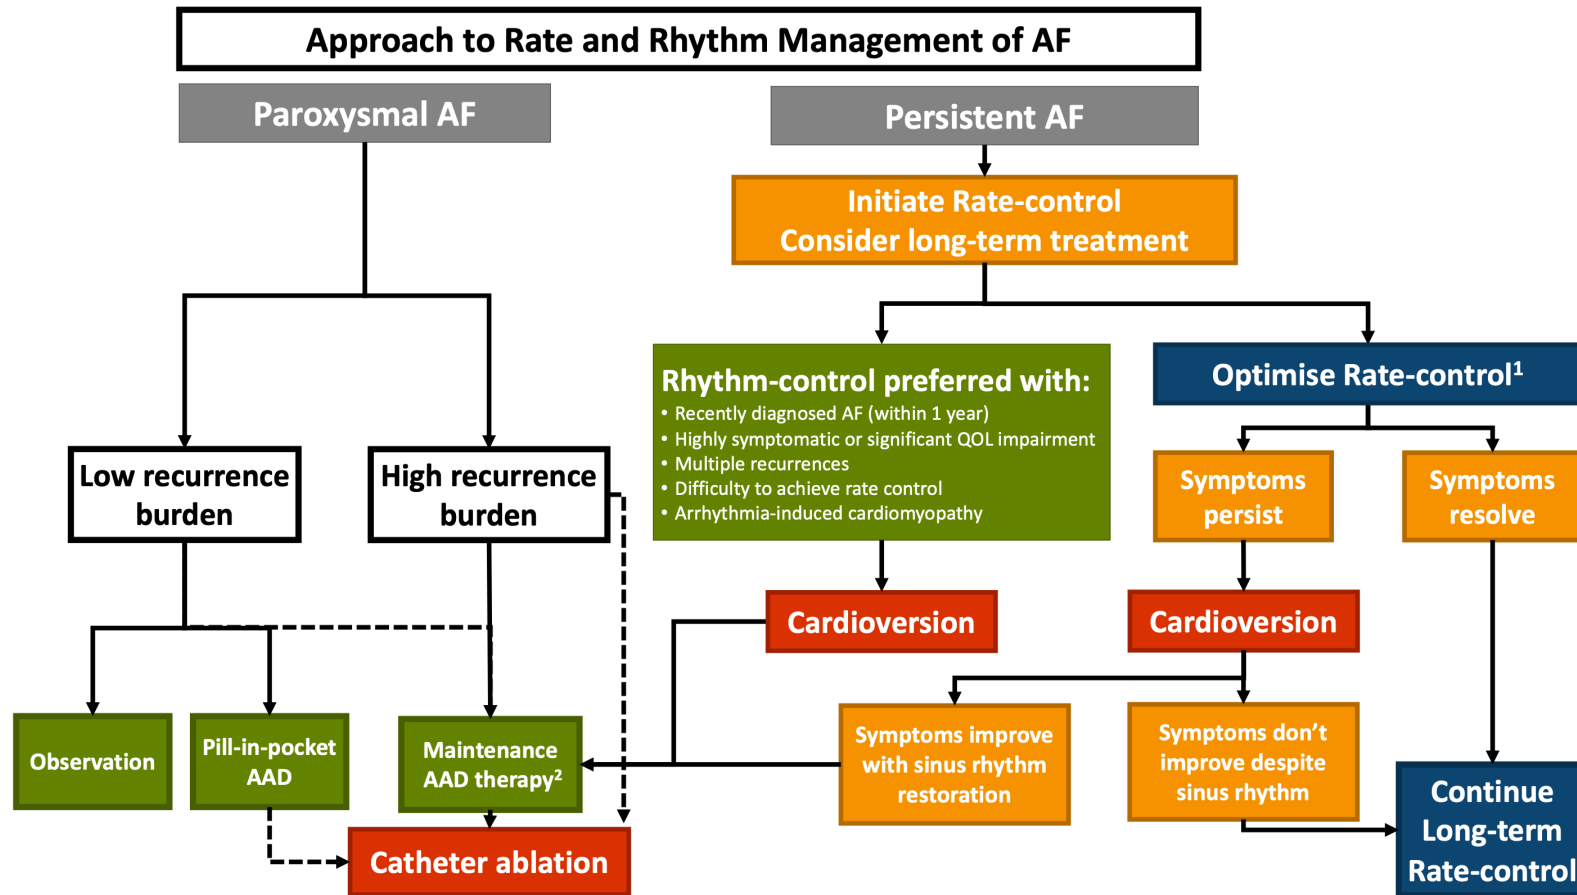 Approach to Rate and Rhythm Management of AF
Paroxysmal AF
Persistent AF
Initiate Rate-control
Consider long-term treatment
Rhythm-control preferred with:
• Recently diagnosed AF (within 1 year)
• Highly symptomatic or significant QOL impairment
• Multiple recurrences
• Difficulty to achieve rate control
• Arrhythmia-induced cardiomyopathy
Optimise Rate-control¹
Low recurrence
burden
High recurrence
burden
Symptoms
persist
Symptoms
resolve
Cardioversion
Cardioversion
Observation
Pill-in-pocket
AAD
Maintenance
AAD therapy²
Symptoms improve
with sinus rhythm
restoration
Symptoms don’t
improve despite
sinus rhythm
Continue
Long-term
Rate-control
Catheter ablation